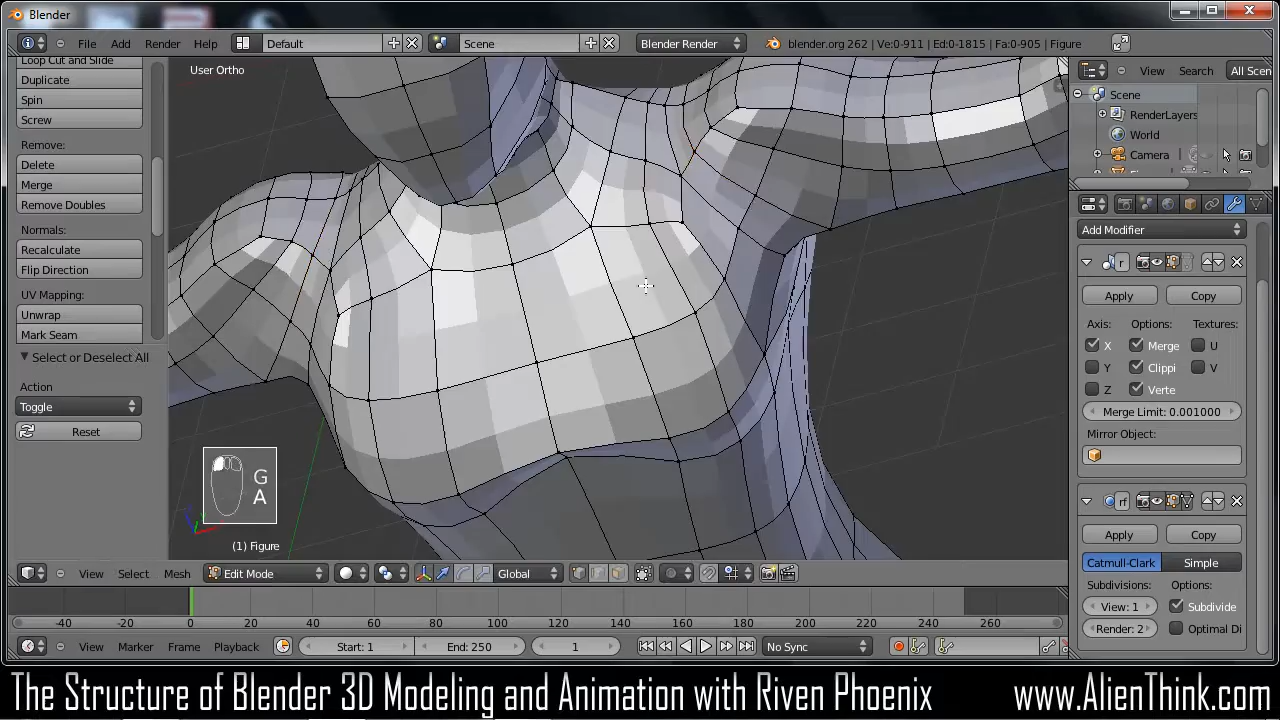 Blender
File Add Render Help Default Scene Blender Render blender.org 262 | Ve:0-911 | Ed:0-1815 | Fa:0-905 | Figure
Loop Cut and Slide
Duplicate
Spin
Screw
Remove:
Delete
Merge
Remove Doubles
Normals:
Recalculate
Flip Direction
UV Mapping:
Unwrap
Mark Seam
Select or Deselect All
Action
Toggle
Reset
User Ortho
G
A
(1) Figure
View Search All Scen
Scene
RenderLayers
World
Camera
Add Modifier
Apply Copy
Axis: Options: Textures:
X Merge U
Y Clippi V
Z Verte
Merge Limit: 0.001000
Mirror Object:
Apply Copy
Catmull-Clark Simple
Subdivisions: Options:
View: 1 Subdivide
Render: 2 Optimal Di
View Select Mesh Edit Mode Global
-40 -20 0 20 40 60 80 100 120 140 160 180 200 220 240 260
View Marker Frame Playback Start: 1 End: 250 1 No Sync
The Structure of Blender 3D Modeling and Animation with Riven Phoenix www.AlienThink.com